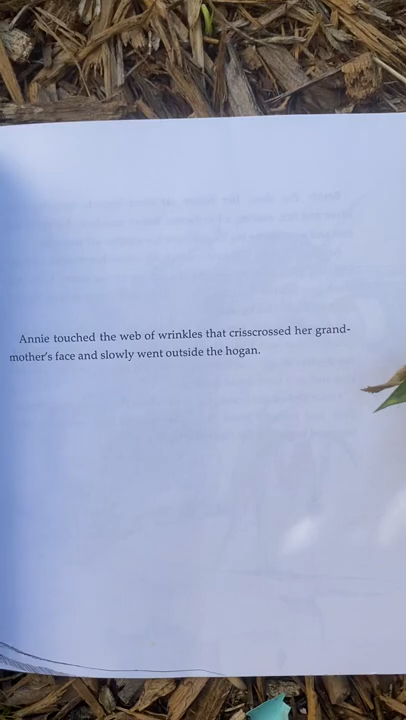 Annie touched the web of wrinkles that crisscrossed her grand-
mother's face and slowly went outside the hogan.